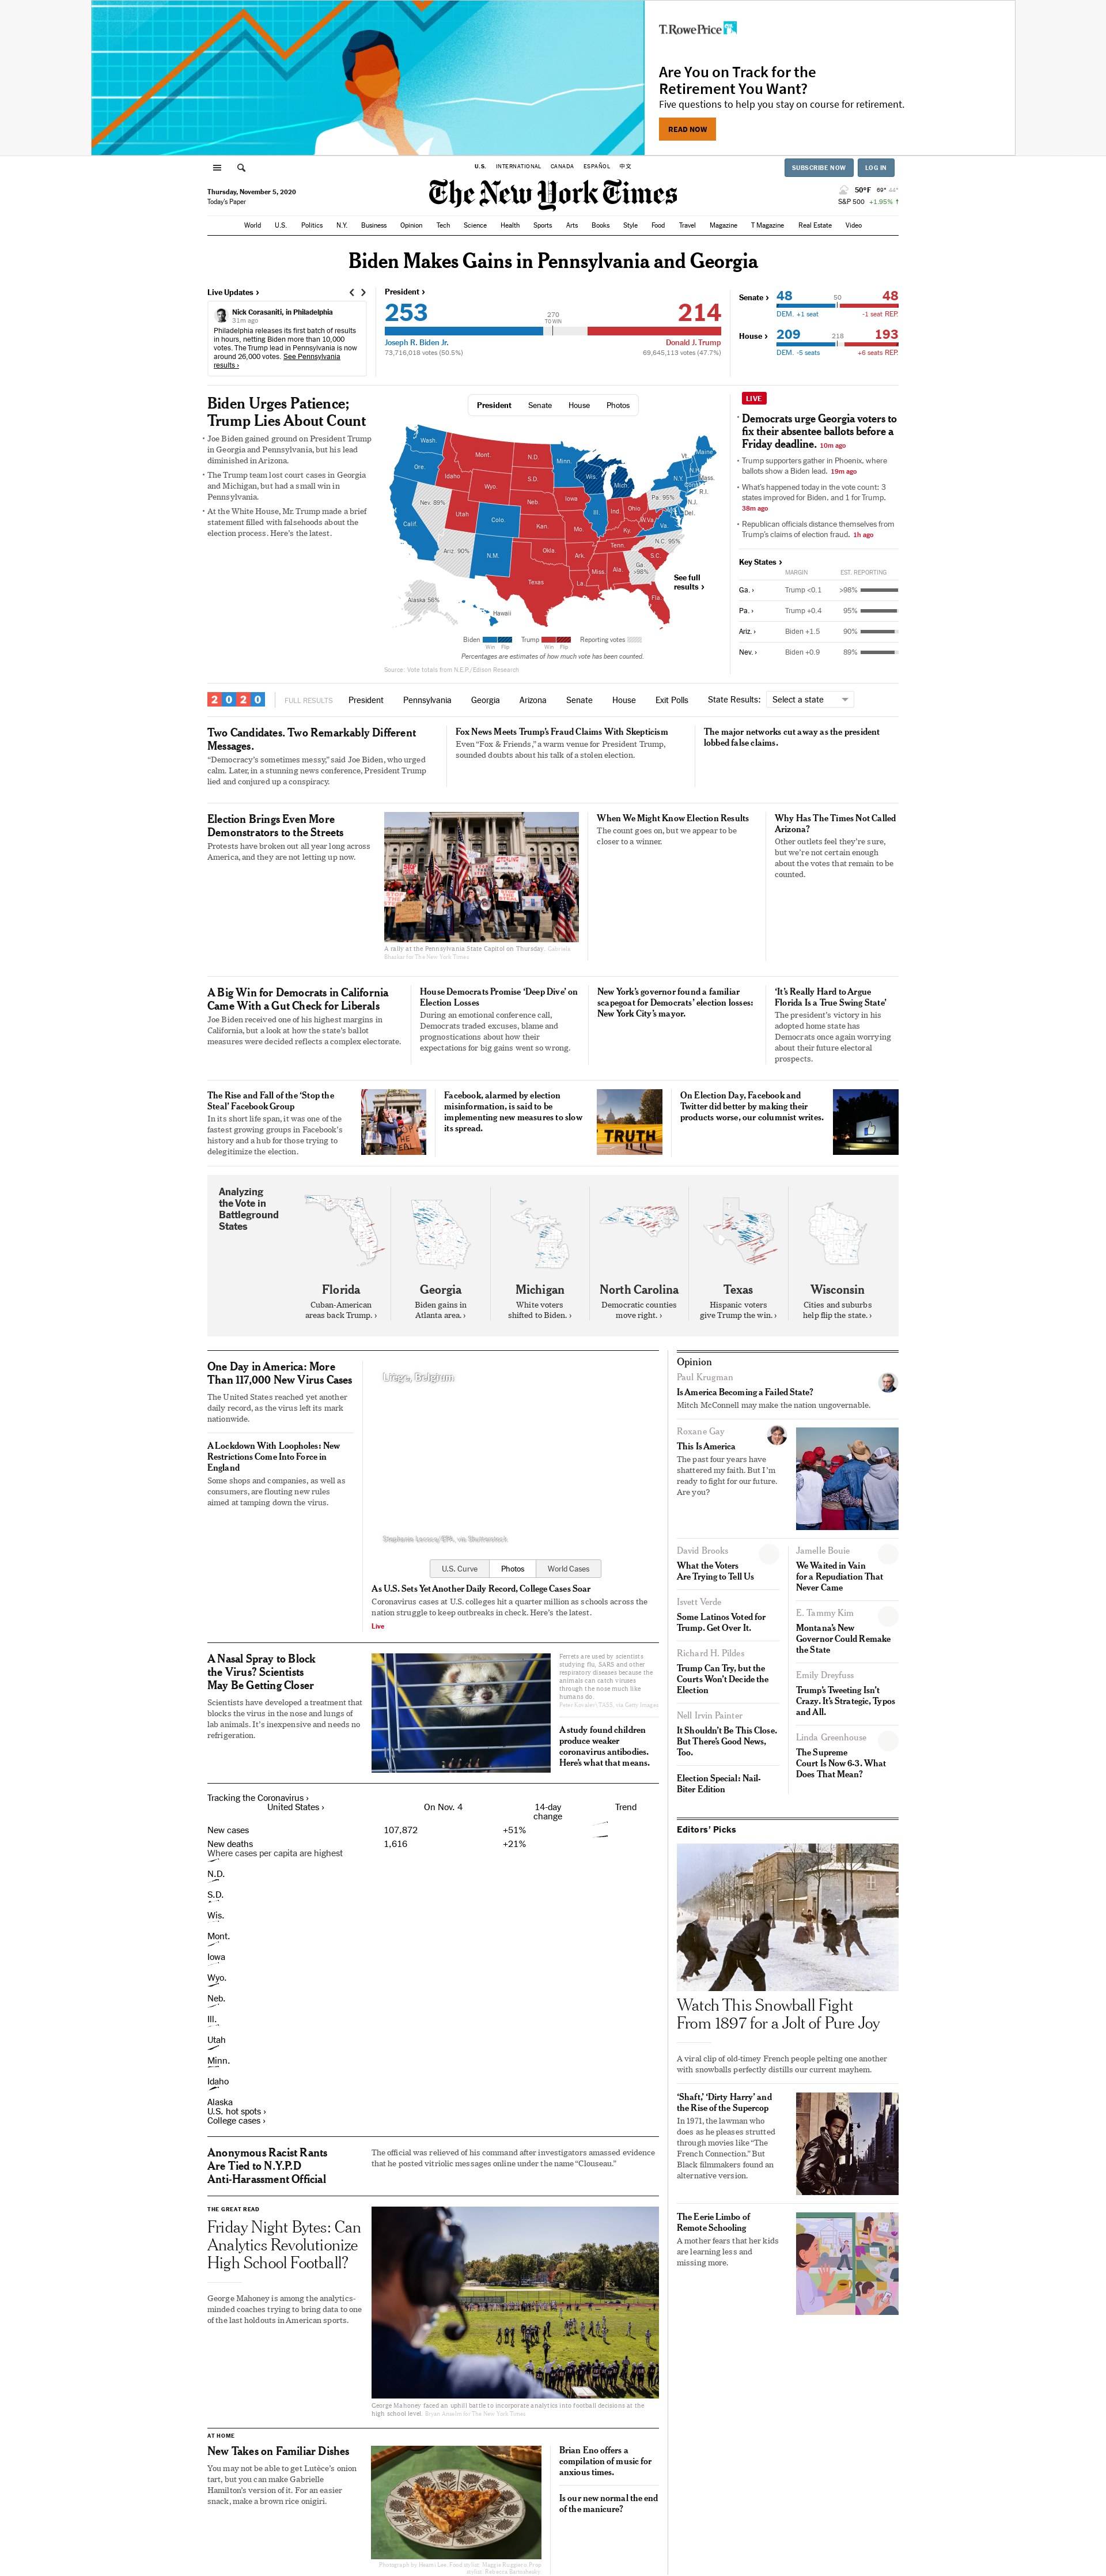 T.RowePrice
Are You on Track for the
Retirement You Want?
Five questions to help you stay on course for retirement.
READ NOW
U.S. INTERNATIONAL CANADA ESPAÑOL 中文
SUBSCRIBE NOW LOG IN
Thursday, November 5, 2020
Today's Paper
The New York Times
50°F 69° 44°
S&P 500 +1.95% ↑
World U.S. Politics N.Y. Business Opinion Tech Science Health Sports Arts Books Style Food Travel Magazine T Magazine Real Estate Video
Biden Makes Gains in Pennsylvania and Georgia
Live Updates ›
Nick Corasaniti, in Philadelphia
31m ago
Philadelphia releases its first batch of results
in hours, netting Biden more than 10,000
votes. The Trump lead in Pennsylvania is now
around 26,000 votes. See Pennsylvania
results ›
President ›
253 214
270
TO WIN
Joseph R. Biden Jr. Donald J. Trump
73,716,018 votes (50.5%) 69,645,113 votes (47.7%)
Senate › 48 50 48
DEM. +1 seat -1 seat REP.
House › 209 218 193
DEM. -5 seats +6 seats REP.
Biden Urges Patience;
Trump Lies About Count
• Joe Biden gained ground on President Trump
in Georgia and Pennsylvania, but his lead
diminished in Arizona.
• The Trump team lost court cases in Georgia
and Michigan, but had a small win in
Pennsylvania.
• At the White House, Mr. Trump made a brief
statement filled with falsehoods about the
election process. Here's the latest.
President Senate House Photos
Wash.
Ore.
Idaho
Mont.
N.D.
Minn.
Wis.
Mich.
Vt.
Maine
N.H.
Mass.
Conn.
R.I.
N.Y.
N.J.
Del.
Pa. 95%
Nev. 89%
Calif.
Utah
Wyo.
S.D.
Neb.
Iowa
Ill.
Ind.
Ohio
W.Va.
Va.
Colo.
Kan.
Mo.
Ky.
N.C. 95%
Tenn.
Ariz. 90%
N.M.
Okla.
Ark.
S.C.
Miss.
Ala.
Ga.
>98%
Texas
La.
Fla.
Alaska 56%
Hawaii
See full
results ›
Biden Trump Reporting votes
Win Flip Win Flip
Percentages are estimates of how much vote has been counted.
Source: Vote totals from N.E.P./Edison Research
LIVE
• Democrats urge Georgia voters to
fix their absentee ballots before a
Friday deadline. 10m ago
• Trump supporters gather in Phoenix, where
ballots show a Biden lead. 19m ago
• What's happened today in the vote count: 3
states improved for Biden, and 1 for Trump.
38m ago
• Republican officials distance themselves from
Trump's claims of election fraud. 1h ago
Key States ›
MARGIN EST. REPORTING
Ga. › Trump <0.1 >98%
Pa. › Trump +0.4 95%
Ariz. › Biden +1.5 90%
Nev. › Biden +0.9 89%
2020 FULL RESULTS President Pennsylvania Georgia Arizona Senate House Exit Polls State Results: Select a state
Two Candidates. Two Remarkably Different
Messages.
"Democracy's sometimes messy," said Joe Biden, who urged
calm. Later, in a stunning news conference, President Trump
lied and conjured up a conspiracy.
Fox News Meets Trump's Fraud Claims With Skepticism
Even "Fox & Friends," a warm venue for President Trump,
sounded doubts about his talk of a stolen election.
The major networks cut away as the president
lobbed false claims.
Election Brings Even More
Demonstrators to the Streets
Protests have broken out all year long across
America, and they are not letting up now.
A rally at the Pennsylvania State Capitol on Thursday. Gabriela
Bhaskar for The New York Times
When We Might Know Election Results
The count goes on, but we appear to be
closer to a winner.
Why Has The Times Not Called
Arizona?
Other outlets feel they're sure,
but we're not certain enough
about the votes that remain to be
counted.
A Big Win for Democrats in California
Came With a Gut Check for Liberals
Joe Biden received one of his highest margins in
California, but a look at how the state's ballot
measures were decided reflects a complex electorate.
House Democrats Promise 'Deep Dive' on
Election Losses
During an emotional conference call,
Democrats traded excuses, blame and
prognostications about how their
expectations for big gains went so wrong.
New York's governor found a familiar
scapegoat for Democrats' election losses:
New York City's mayor.
'It's Really Hard to Argue
Florida Is a True Swing State'
The president's victory in his
adopted home state has
Democrats once again worrying
about their future electoral
prospects.
The Rise and Fall of the 'Stop the
Steal' Facebook Group
In its short life span, it was one of the
fastest growing groups in Facebook's
history and a hub for those trying to
delegitimize the election.
Facebook, alarmed by election
misinformation, is said to be
implementing new measures to slow
its spread.
TRUTH
On Election Day, Facebook and
Twitter did better by making their
products worse, our columnist writes.
Analyzing
the Vote in
Battleground
States
Florida
Cuban-American
areas back Trump. ›
Georgia
Biden gains in
Atlanta area. ›
Michigan
White voters
shifted to Biden. ›
North Carolina
Democratic counties
move right. ›
Texas
Hispanic voters
give Trump the win. ›
Wisconsin
Cities and suburbs
help flip the state. ›
One Day in America: More
Than 117,000 New Virus Cases
The United States reached yet another
daily record, as the virus left its mark
nationwide.
A Lockdown With Loopholes: New
Restrictions Come Into Force in
England
Some shops and companies, as well as
consumers, are flouting new rules
aimed at tamping down the virus.
Liège, Belgium
Stephanie Lecocq/EPA, via Shutterstock
U.S. Curve Photos World Cases
As U.S. Sets Yet Another Daily Record, College Cases Soar
Coronavirus cases at U.S. colleges hit a quarter million as schools across the
nation struggle to keep outbreaks in check. Here's the latest.
Live
A Nasal Spray to Block
the Virus? Scientists
May Be Getting Closer
Scientists have developed a treatment that
blocks the virus in the nose and lungs of
lab animals. It's inexpensive and needs no
refrigeration.
Ferrets are used by scientists
studying flu, SARS and other
respiratory diseases because the
animals can catch viruses
through the nose much like
humans do.
Peter Kovalev\TASS, via Getty Images
A study found children
produce weaker
coronavirus antibodies.
Here's what that means.
Tracking the Coronavirus ›
United States › On Nov. 4 14-day
change Trend
New cases 107,872 +51%
New deaths 1,616 +21%
Where cases per capita are highest
N.D.
S.D.
Wis.
Mont.
Iowa
Wyo.
Neb.
Ill.
Utah
Minn.
Idaho
Alaska
U.S. hot spots ›
College cases ›
Anonymous Racist Rants
Are Tied to N.Y.P.D
Anti-Harassment Official
The official was relieved of his command after investigators amassed evidence
that he posted vitriolic messages online under the name "Clouseau."
THE GREAT READ
Friday Night Bytes: Can
Analytics Revolutionize
High School Football?
George Mahoney is among the analytics-
minded coaches trying to bring data to one
of the last holdouts in American sports.
George Mahoney faced an uphill battle to incorporate analytics into football decisions at the
high school level. Bryan Anselm for The New York Times
AT HOME
New Takes on Familiar Dishes
You may not be able to get Lutèce's onion
tart, but you can make Gabrielle
Hamilton's version of it. For an easier
snack, make a brown rice onigiri.
Photograph by Heami Lee. Food stylist: Maggie Ruggiero. Prop
stylist: Rebecca Bartoshesky.
Brian Eno offers a
compilation of music for
anxious times.
Is our new normal the end
of the manicure?
Opinion
Paul Krugman
Is America Becoming a Failed State?
Mitch McConnell may make the nation ungovernable.
Roxane Gay
This Is America
The past four years have
shattered my faith. But I'm
ready to fight for our future.
Are you?
David Brooks
What the Voters
Are Trying to Tell Us
Isvett Verde
Some Latinos Voted for
Trump. Get Over It.
Richard H. Pildes
Trump Can Try, but the
Courts Won't Decide the
Election
Nell Irvin Painter
It Shouldn't Be This Close.
But There's Good News,
Too.
Election Special: Nail-
Biter Edition
Jamelle Bouie
We Waited in Vain
for a Repudiation That
Never Came
E. Tammy Kim
Montana's New
Governor Could Remake
the State
Emily Dreyfuss
Trump's Tweeting Isn't
Crazy. It's Strategic, Typos
and All.
Linda Greenhouse
The Supreme
Court Is Now 6-3. What
Does That Mean?
Editors' Picks
Watch This Snowball Fight
From 1897 for a Jolt of Pure Joy
A viral clip of old-timey French people pelting one another
with snowballs perfectly distills our current mayhem.
'Shaft,' 'Dirty Harry' and
the Rise of the Supercop
In 1971, the lawman who
does as he pleases strutted
through movies like "The
French Connection." But
Black filmmakers found an
alternative version.
The Eerie Limbo of
Remote Schooling
A mother fears that her kids
are learning less and
missing more.